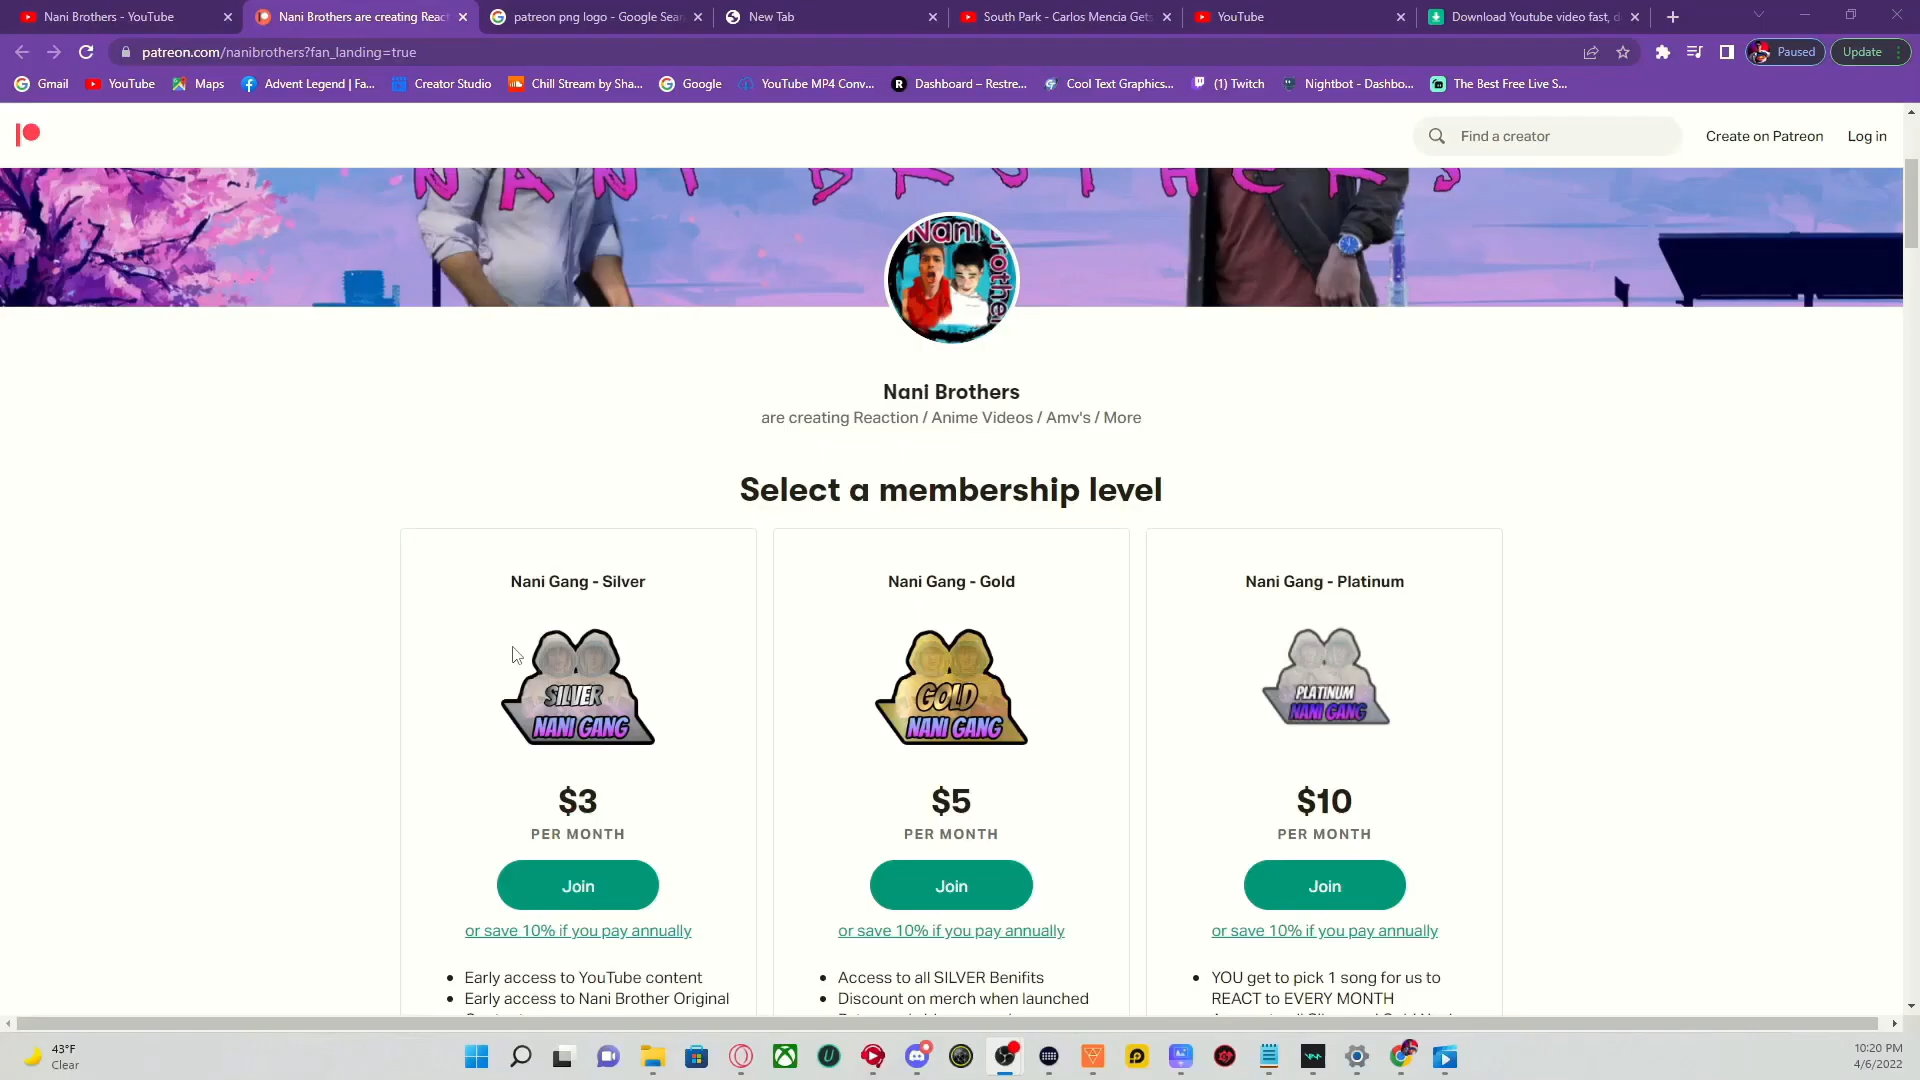 Nani Brothers - YouTube
Nani Brothers are creating Reac
patreon png logo - Google Sear
New Tab
South Park - Carlos Mencia Gets
YouTube
Download Youtube video fast, d
patreon.com/nanibrothers?fan_landing=true
Paused
Update
Gmail
YouTube
Maps
Advent Legend | Fa...
Creator Studio
Chill Stream by Sha...
Google
YouTube MP4 Conv...
Dashboard – Restre...
Cool Text Graphics...
(1) Twitch
Nightbot - Dashbo...
The Best Free Live S...
Find a creator
Create on Patreon
Log in
NANI BROTHERS
Nani Brother
Nani Brothers
are creating Reaction / Anime Videos / Amv's / More
Select a membership level
Nani Gang - Silver
Nani Gang - Gold
Nani Gang - Platinum
SILVER
NANI GANG
GOLD
NANI GANG
PLATINUM
NANI GANG
$3
PER MONTH
$5
PER MONTH
$10
PER MONTH
Join
Join
Join
or save 10% if you pay annually
or save 10% if you pay annually
or save 10% if you pay annually
Early access to YouTube content
Early access to Nani Brother Original
Access to all SILVER Benifits
Discount on merch when launched
YOU get to pick 1 song for us to
REACT to EVERY MONTH
43°F
Clear
10:20 PM
4/6/2022